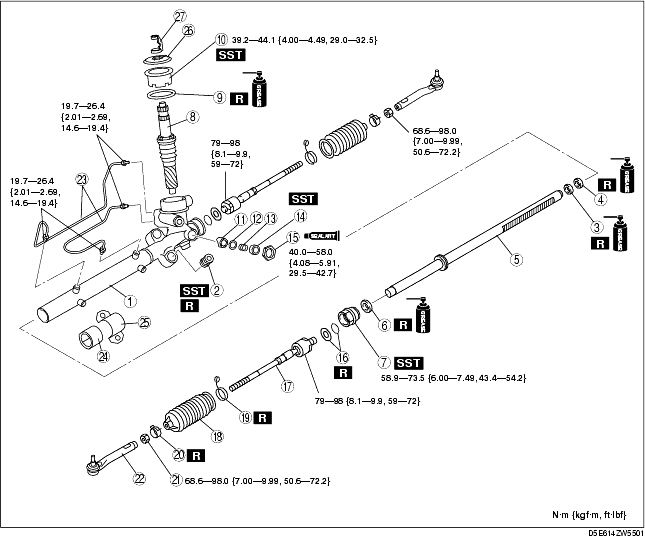 27
26
10 39.2—44.1 {4.00—4.49, 29.0—32.5}
SST
9 R GREASE
8
19.7—26.4
{2.01—2.69,
14.6—19.4}
68.6—98.0
{7.00—9.99,
50.6—72.2}
79—98
{8.1—9.9,
59—72}
19.7—26.4
{2.01—2.69,
14.6—19.4}
23
SST
R GREASE
4
3
R GREASE
11 12 13 14
15 SEALANT
40.0—58.0
{4.08—5.91,
29.5—42.7}
5
2
SST
R
1
25
24
6 R GREASE
16
R
7 SST
58.9—73.5 {6.00—7.49, 43.4—54.2}
17
79—98 {8.1—9.9, 59—72}
19 R
18
20 R
22
21 68.6—98.0 {7.00—9.99, 50.6—72.2}
N·m {kgf·m, ft·lbf}
D5E614ZW5501